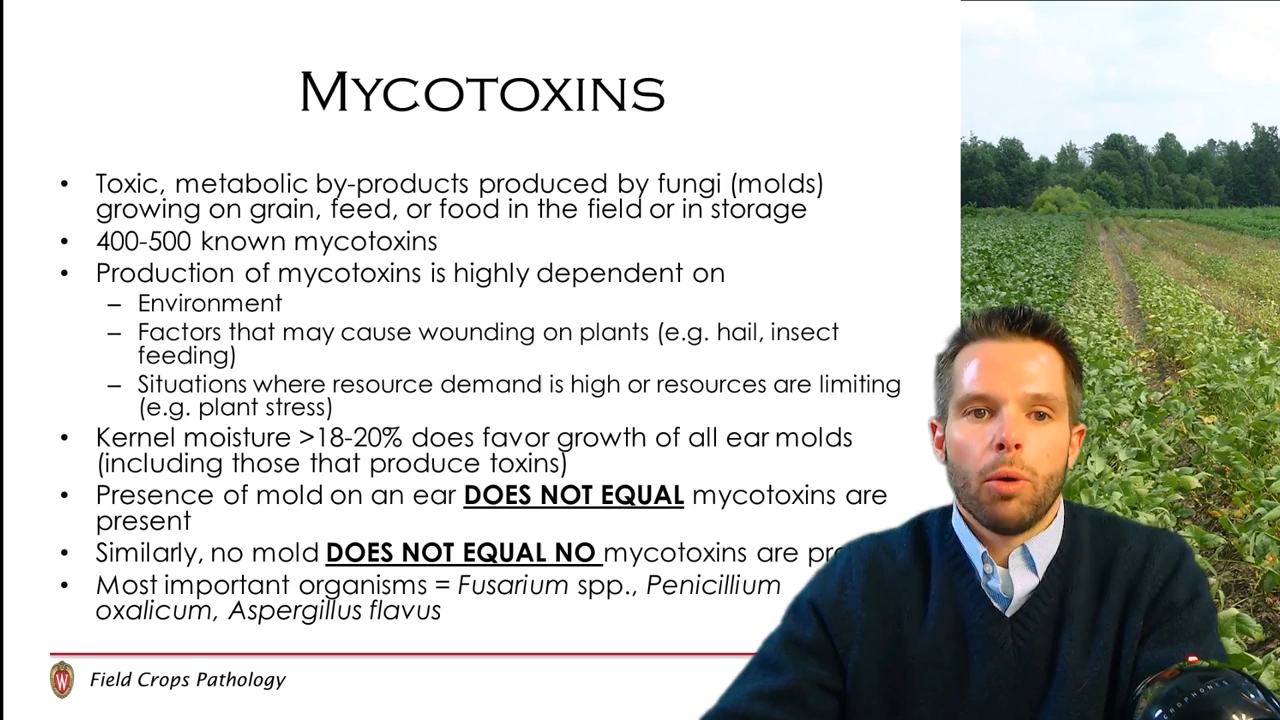 MYCOTOXINS
• Toxic, metabolic by-products produced by fungi (molds)
growing on grain, feed, or food in the field or in storage
• 400-500 known mycotoxins
• Production of mycotoxins is highly dependent on
– Environment
– Factors that may cause wounding on plants (e.g. hail, insect
feeding)
– Situations where resource demand is high or resources are limiting
(e.g. plant stress)
• Kernel moisture >18-20% does favor growth of all ear molds
(including those that produce toxins)
• Presence of mold on an ear DOES NOT EQUAL mycotoxins are
present
• Similarly, no mold DOES NOT EQUAL NO mycotoxins are
• Most important organisms = Fusarium spp., Penicillium
oxalicum, Aspergillus flavus
W
Field Crops Pathology